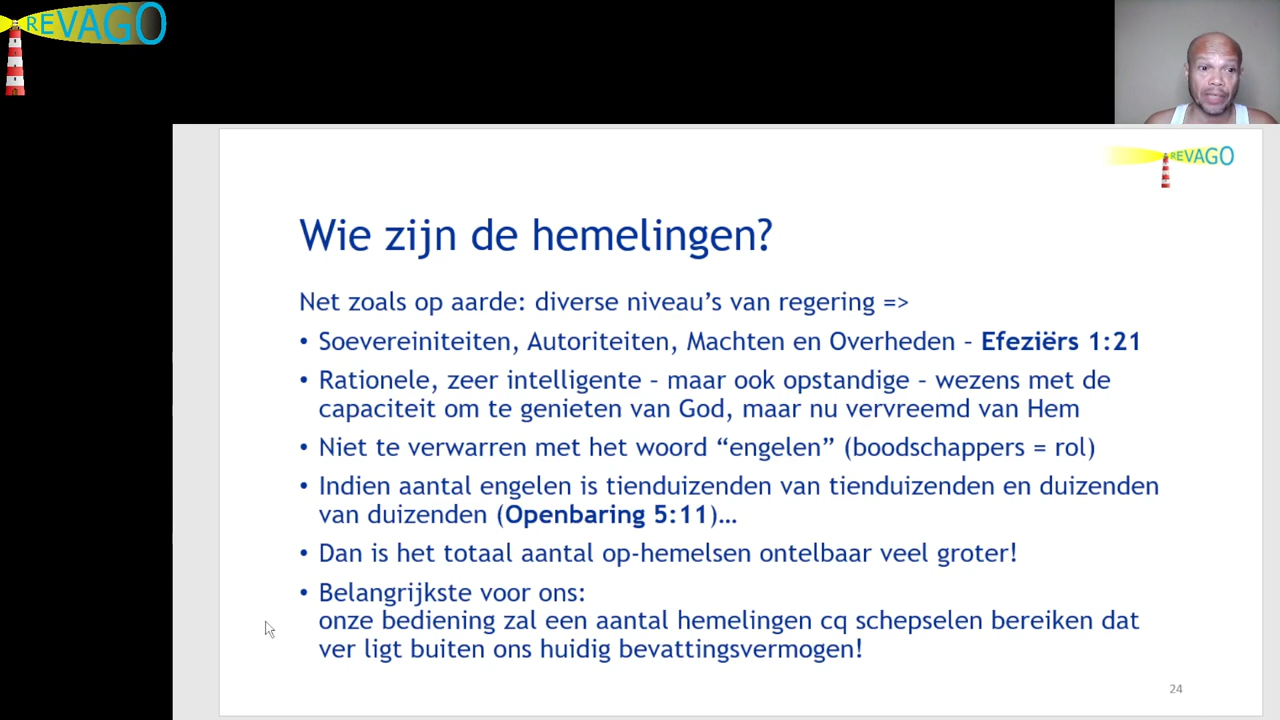 REVAGO
REVAGO
Wie zijn de hemelingen?
Net zoals op aarde: diverse niveau’s van regering =>
• Soevereiniteiten, Autoriteiten, Machten en Overheden – Efeziërs 1:21
• Rationele, zeer intelligente – maar ook opstandige – wezens met de
capaciteit om te genieten van God, maar nu vervreemd van Hem
• Niet te verwarren met het woord “engelen” (boodschappers = rol)
• Indien aantal engelen is tienduizenden van tienduizenden en duizenden
van duizenden (Openbaring 5:11)…
• Dan is het totaal aantal op-hemelsen ontelbaar veel groter!
• Belangrijkste voor ons:
onze bediening zal een aantal hemelingen cq schepselen bereiken dat
ver ligt buiten ons huidig bevattingsvermogen!
24